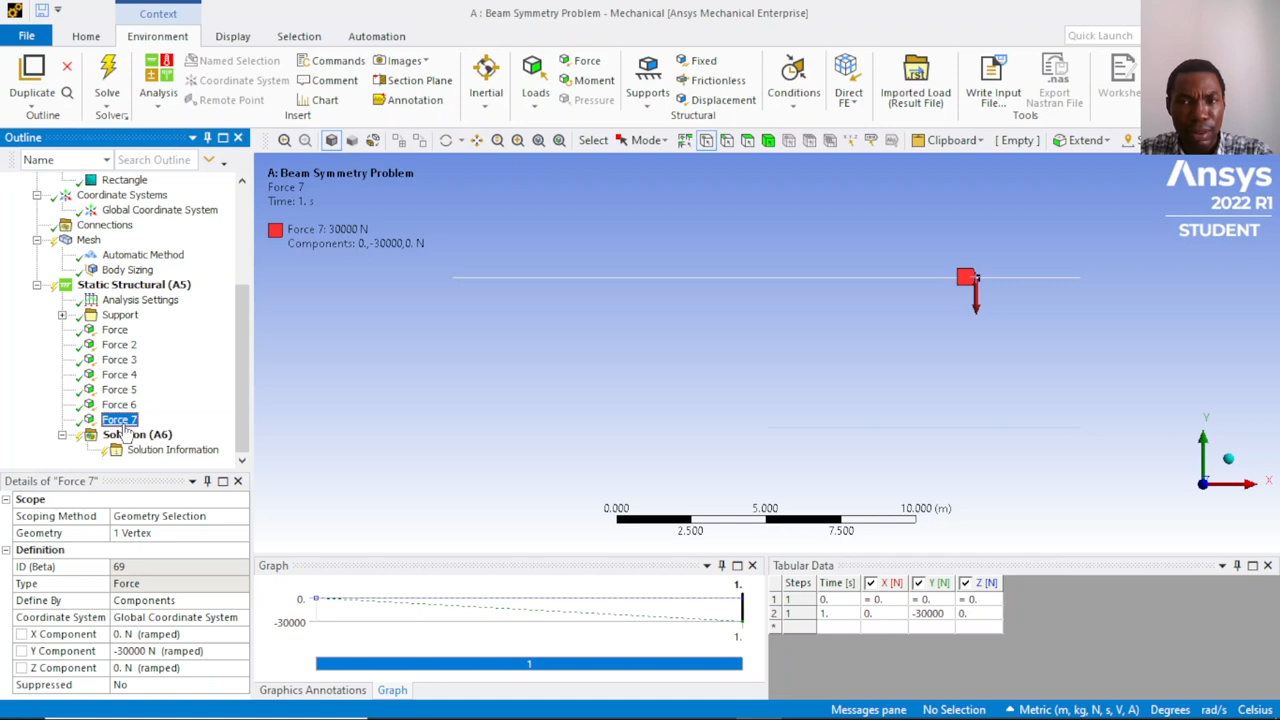 Context
A : Beam Symmetry Problem - Mechanical [Ansys Mechanical Enterprise]
File
Home
Environment
Display
Selection
Automation
Quick Launch
Duplicate
Outline
Solve
Solver
Analysis
Named Selection
Coordinate System
Remote Point
Commands
Comment
Chart
Images
Section Plane
Annotation
Insert
Inertial
Loads
Force
Moment
Pressure
Supports
Fixed
Frictionless
Displacement
Conditions
Direct
FE
Structural
Imported Load
(Result File)
Write Input
File...
Export
Nastran File
Tools
Workshe
Outline
Select
Mode
Clipboard
[ Empty ]
Extend
Name
Search Outline
Rectangle
Coordinate Systems
Global Coordinate System
Connections
Mesh
Automatic Method
Body Sizing
Static Structural (A5)
Analysis Settings
Support
Force
Force 2
Force 3
Force 4
Force 5
Force 6
Force 7
Solution (A6)
Solution Information
A: Beam Symmetry Problem
Force 7
Time: 1. s
Force 7: 30000 N
Components: 0.,-30000,0. N
Ansys
2022 R1
STUDENT
Y
X
0.000
5.000
10.000 (m)
2.500
7.500
Details of "Force 7"
Scope
Scoping Method Geometry Selection
Geometry 1 Vertex
Definition
ID (Beta) 69
Type Force
Define By Components
Coordinate System Global Coordinate System
X Component 0. N (ramped)
Y Component -30000 N (ramped)
Z Component 0. N (ramped)
Suppressed No
Graph
1.
0.
-30000
1.
1
Graphics Annotations
Graph
Tabular Data
Steps Time [s] X [N] Y [N] Z [N]
1 1 0. = 0. = 0. = 0.
2 1 1. 0. -30000 0.
*
Messages pane
No Selection
Metric (m, kg, N, s, V, A)
Degrees
rad/s
Celsius